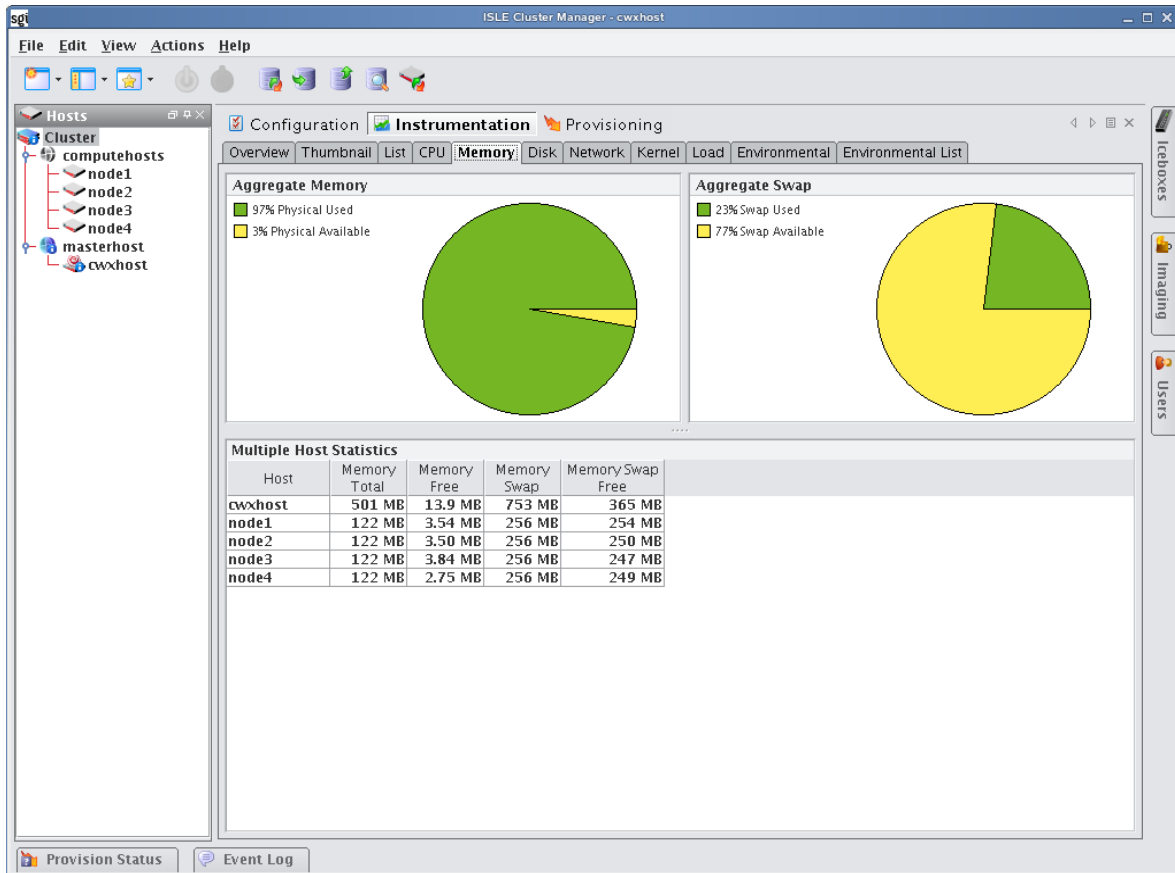 sgi ISLE Cluster Manager - cwxhost
File Edit View Actions Help
Hosts
Cluster
computehosts
node1
node2
node3
node4
masterhost
cwxhost
Configuration Instrumentation Provisioning
Overview Thumbnail List CPU Memory Disk Network Kernel Load Environmental Environmental List
Aggregate Memory
97% Physical Used
3% Physical Available
Aggregate Swap
23% Swap Used
77% Swap Available
Multiple Host Statistics
Host Memory Total Memory Free Memory Swap Memory Swap Free
cwxhost 501 MB 13.9 MB 753 MB 365 MB
node1 122 MB 3.54 MB 256 MB 254 MB
node2 122 MB 3.50 MB 256 MB 250 MB
node3 122 MB 3.84 MB 256 MB 247 MB
node4 122 MB 2.75 MB 256 MB 249 MB
Iceboxes
Imaging
Users
Provision Status Event Log